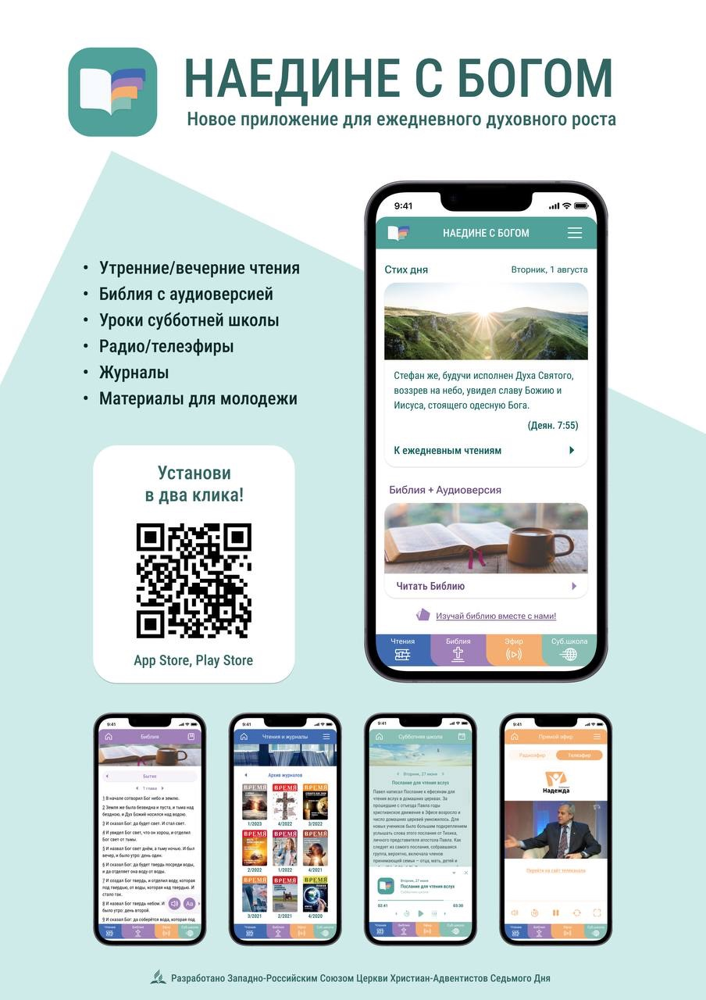 НАЕДИНЕ С БОГОМ
Новое приложение для ежедневного духовного роста
• Утренние/вечерние чтения
• Библия с аудиоверсией
• Уроки субботней школы
• Радио/телеэфиры
• Журналы
• Материалы для молодежи
Установи
в два клика!
App Store, Play Store
9:41
НАЕДИНЕ С БОГОМ
Стих дня
Вторник, 1 августа
Стефан же, будучи исполнен Духа Святого,
воззрев на небо, увидел славу Божию и
Иисуса, стоящего одесную Бога.
(Деян. 7:55)
К ежедневным чтениям
Библия + Аудиоверсия
Читать Библию
Изучай библию вместе с нами!
Чтения
Библия
Эфир
Суб.школа
9:41
Библия
Бытие
1 глава
1 В начале сотворил Бог небо и землю.
2 Земля же была безвидна и пуста, и тьма над
бездною, и Дух Божий носился над водою.
3 И сказал Бог: да будет свет. И стал свет.
4 И увидел Бог свет, что он хорош, и отделил
Бог свет от тьмы.
5 И назвал Бог свет днём, а тьму ночью. И был
вечер, и было утро: день один.
6 И сказал Бог: да будет твердь посреди воды,
и да отделяет она воду от воды.
7 И создал Бог твердь, и отделил воду, которая
под твердью, от воды, которая над твердью. И
стало так.
8 И назвал Бог твердь небом. И
было утро: день второй.
9 И сказал Бог: да соберётся вода, которая под
Aa
Чтения
Библия
Эфир
Суб.школа
9:41
Чтения и журналы
Архив журналов
ВРЕМЯ
ВРЕМЯ
ВРЕМЯ
1/2023
4/2022
3/2022
ВРЕМЯ
ВРЕМЯ
ВРЕМЯ
2/2022
1/2022
4/2021
ВРЕМЯ
ВРЕМЯ
ВРЕМЯ
3/2021
2/2021
4/2020
Чтения
Библия
Эфир
Суб.школа
9:41
Субботняя школа
Вторник, 27 июня
Послание для чтения вслух
Павел написал Послание к ефесянам для
чтения вслух в домашних церквах. За
прошедшие с отъезда Павла годы
христианское движение в Эфесе возросло и
число домашних церквей умножилось. Для
новых учеников было большим подкреплением
услышать слова этого послания от Тихика,
личного представителя апостола Павла. Как
следует из самого послания, собравшаяся
группа, вероятно, включала членов
принимающей семьи – отца, мать, детей и
Вторник, 27 июня
Послание для чтения вслух
Субботняя школа
02:41
03:30
Чтения
Библия
Эфир
Суб.школа
9:41
Прямой эфир
Радиоэфир
Телеэфир
Надежда
Перейти на сайт телеканала
Чтения
Библия
Эфир
Суб.школа
Разработано Западно-Российским Союзом Церкви Христиан-Адвентистов Седьмого Дня